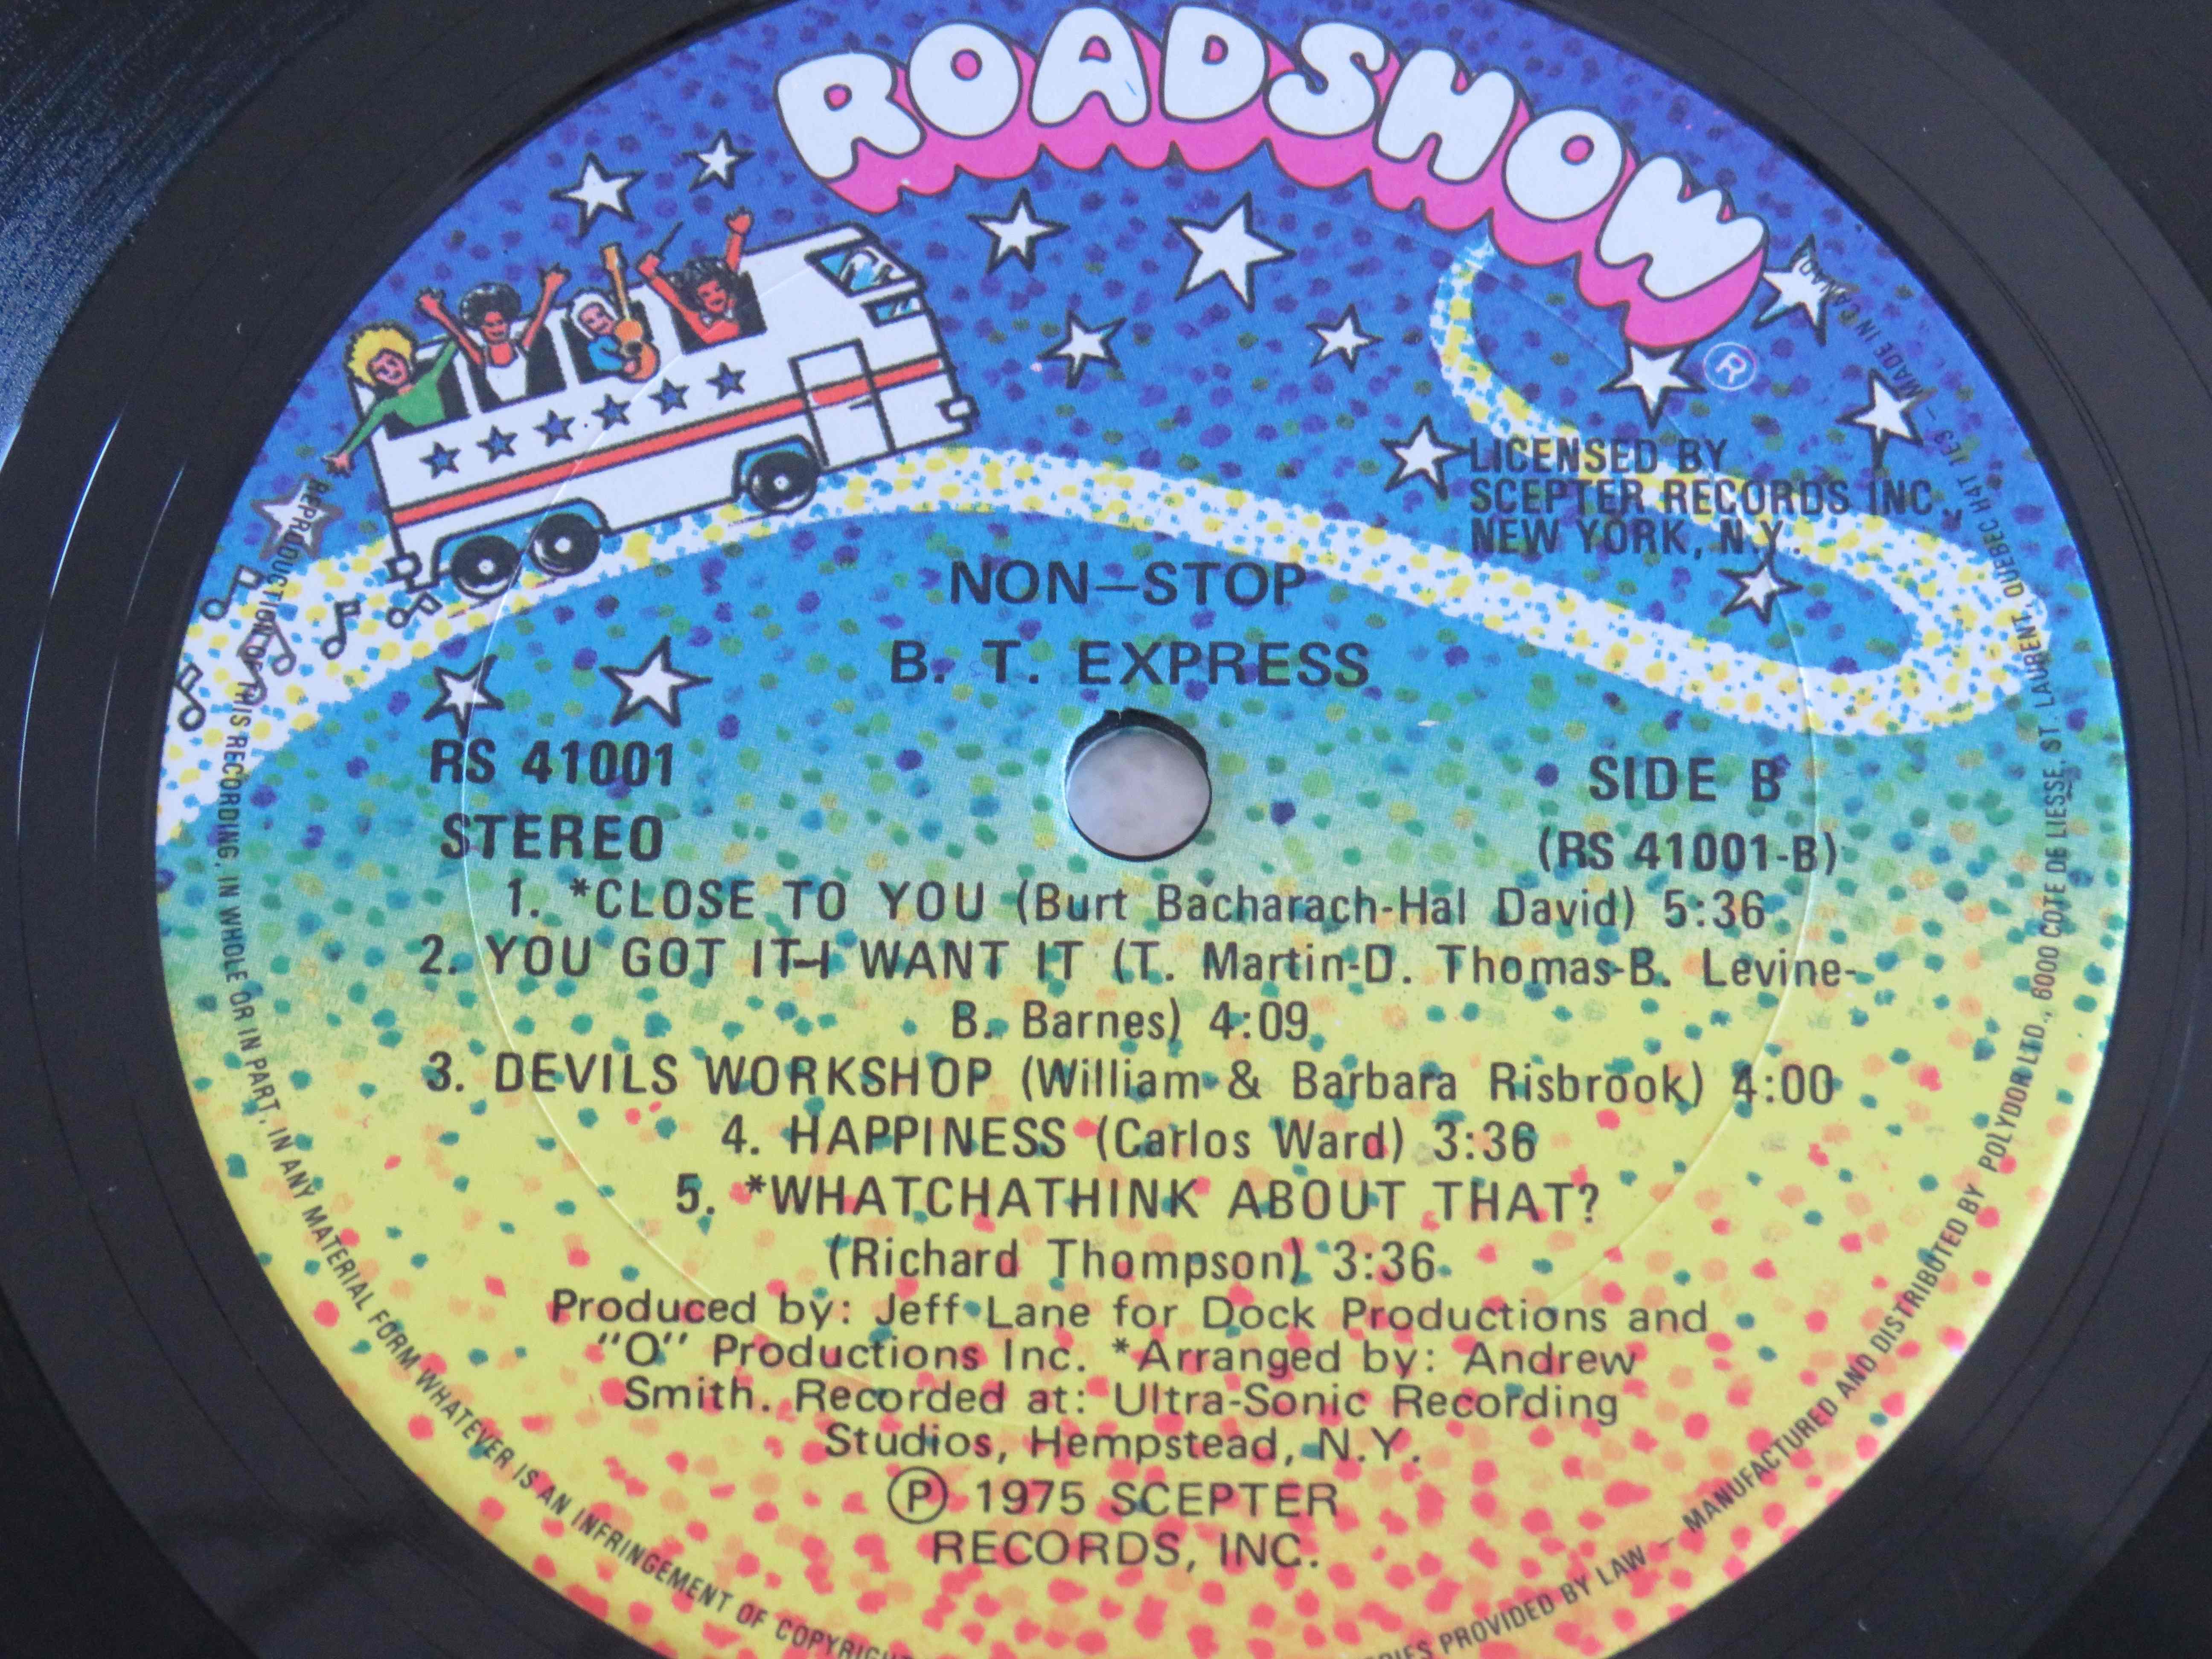 ROADSHOW
®
LICENSED BY
SCEPTER RECORDS INC.
NEW YORK, N.Y.
NON—STOP
B. T. EXPRESS
RS 41001
STEREO
SIDE B
(RS 41001-B)
1. *CLOSE TO YOU (Burt Bacharach-Hal David) 5:36
2. YOU GOT IT-I WANT IT (T. Martin-D. Thomas-B. Levine-
B. Barnes) 4:09
3. DEVILS WORKSHOP (William & Barbara Risbrook) 4:00
4. HAPPINESS (Carlos Ward) 3:36
5. *WHATCHATHINK ABOUT THAT?
(Richard Thompson) 3:36
Produced by: Jeff Lane for Dock Productions and
"O" Productions Inc. *Arranged by: Andrew
Smith. Recorded at: Ultra-Sonic Recording
Studios, Hempstead, N.Y.
Ⓟ 1975 SCEPTER
RECORDS, INC.
REPRODUCTION OF THIS RECORDING, IN WHOLE OR IN PART, IN ANY MATERIAL FORM WHATEVER IS AN INFRINGEMENT OF COPYRIGH
PROVIDED BY LAW — MANUFACTURED AND DISTRIBUTED BY POLYDOR LTD., 6000 COTE DE LIESSE, ST. LAURENT, QUEBEC H4T 1E3 — MADE IN CANADA